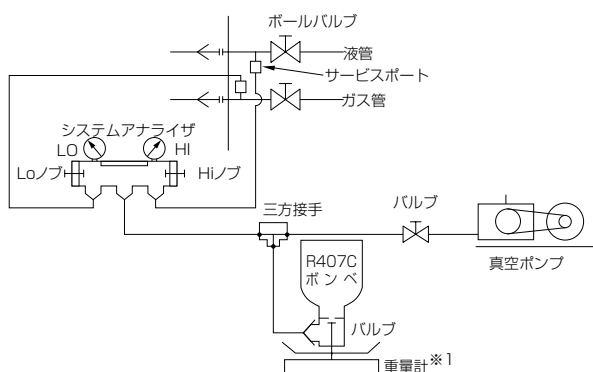 ボールバルブ
液管
サービスポート
ガス管
システムアナライザ
LO
HI
Loノブ
Hiノブ
三方接手
バルブ
R407C
ボンベ
真空ポンプ
バルブ
重量計※1